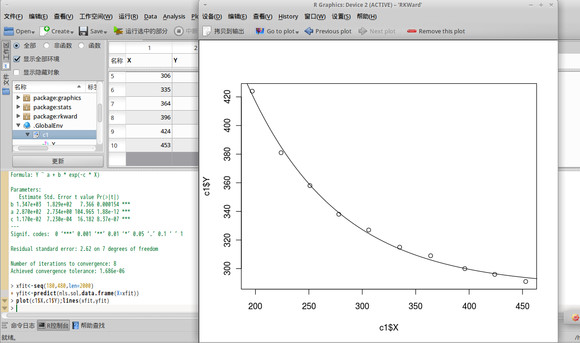 R Graphics: Device 2 (ACTIVE) - 'RKWard'
文件(F) 编辑(E) 查看(V) 工作空间(W) 运行(R) Data Analysis
设备(D) 编辑(E) 查看(V) History 窗口(W) 设置(S) 帮助(H)
Open Create Save 运行选中的部分
拷贝到输出 Go to plot Previous plot Next plot Remove this plot
全部 非函数 函数
显示全部环境
显示隐藏对象
名称
package:graphics
package:stats
package:rkward
.GlobalEnv
Y
更新
1 2
名称 X Y
5 306
6 335
7 364
8 396
9 424
10 453
Formula: Y ~ a + b * exp(-c * X)
Parameters:
Estimate Std. Error t value Pr(>|t|)
b 1.347e+03 1.829e+02 7.366 0.000154 ***
a 2.870e+02 2.734e+00 104.965 1.88e-12 ***
c 1.170e-02 7.230e-04 16.182 8.37e-07 ***
---
Signif. codes: 0 '***' 0.001 '**' 0.01 '*' 0.05 '.' 0.1 ' ' 1
Residual standard error: 2.62 on 7 degrees of freedom
Number of iterations to convergence: 8
Achieved convergence tolerance: 1.686e-06
> xfit<-seq(180,480,len=2000)
> yfit<-predict(nls.sol,data.frame(X=xfit))
> plot(c1$X,c1$Y);lines(xfit,yfit)
>
命令日志 R控制台 帮助查找
就绪。
c1$Y
420
400
380
360
340
320
300
200 250 300 350 400 450
c1$X